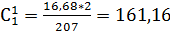 C₁¹ = 16,68*2/207 = 161,16